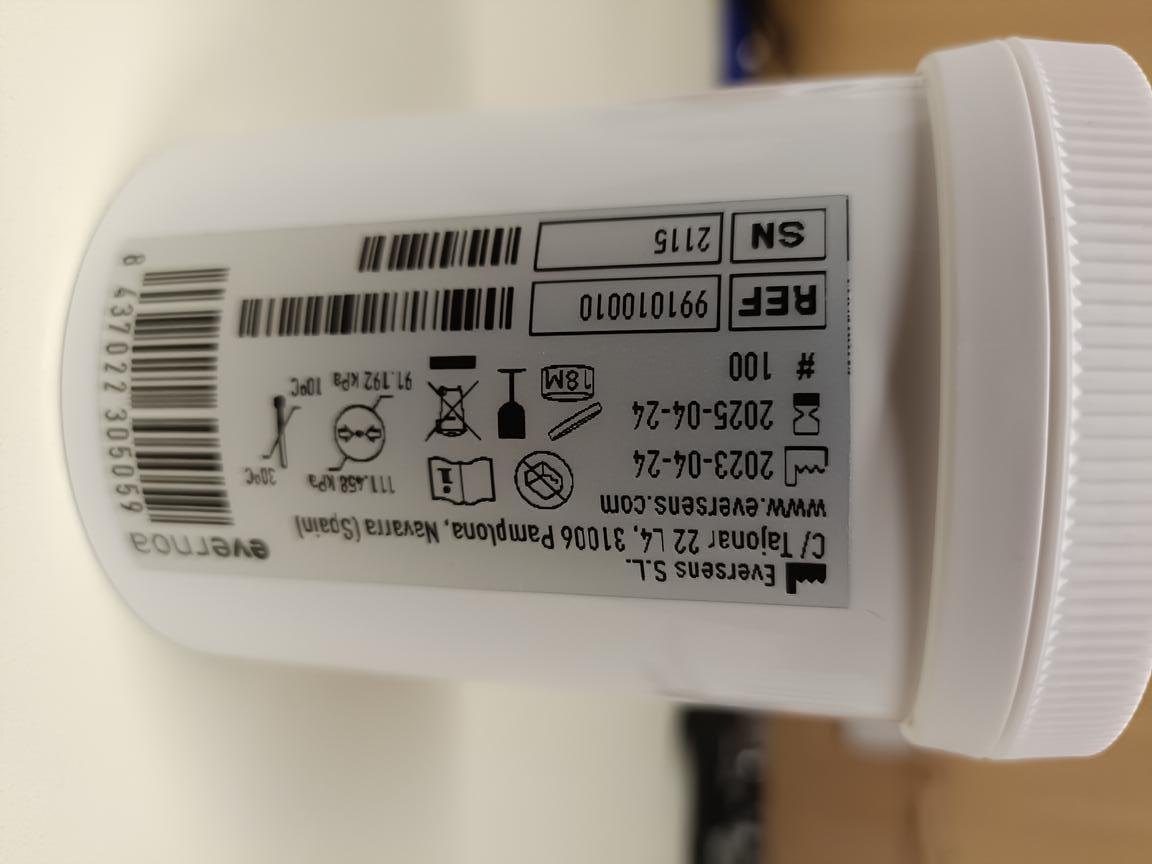 Eversens S.L.
C/ Tajonar 22 L4, 31006 Pamplona, Navarra (Spain)
www.eversens.com
2023-04-24
2025-04-24
# 100
REF 991010010
SN 2115
18M
111.458 kPa
91.192 kPa
30ºC
10ºC
evernoa
8 437022 305059